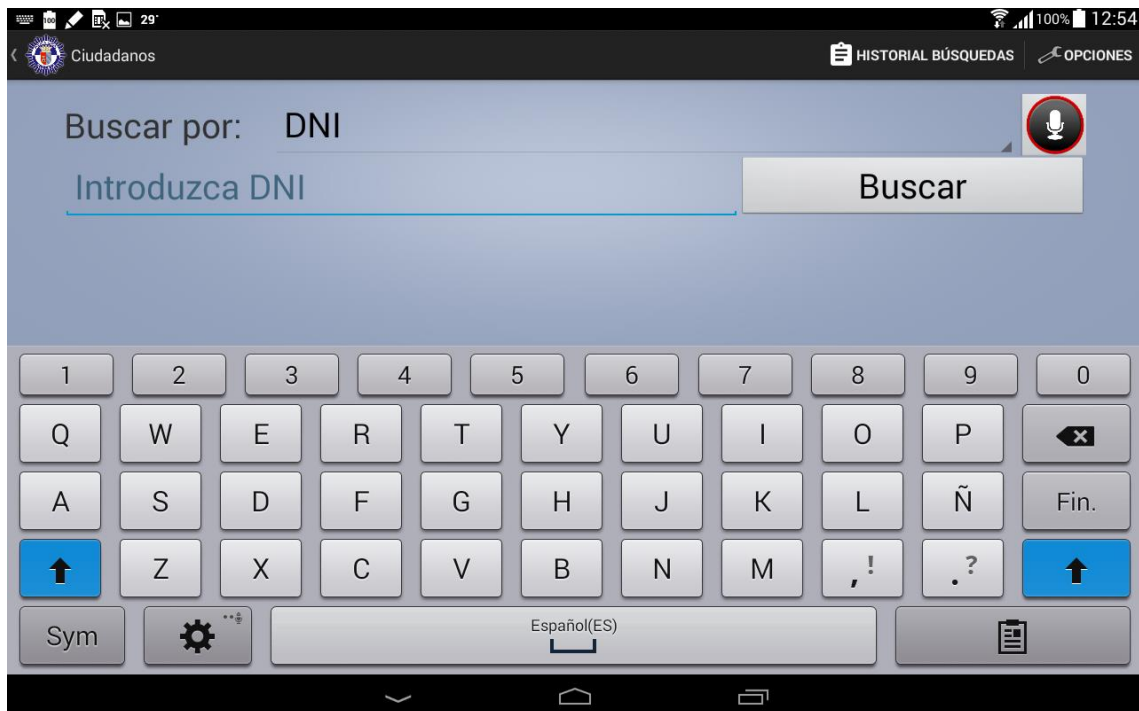 100 29° 100% 12:54
Ciudadanos HISTORIAL BÚSQUEDAS OPCIONES
Buscar por: DNI
Introduzca DNI Buscar
1 2 3 4 5 6 7 8 9 0
Q W E R T Y U I O P
A S D F G H J K L Ñ Fin.
Z X C V B N M , ! . ?
Sym Español(ES)